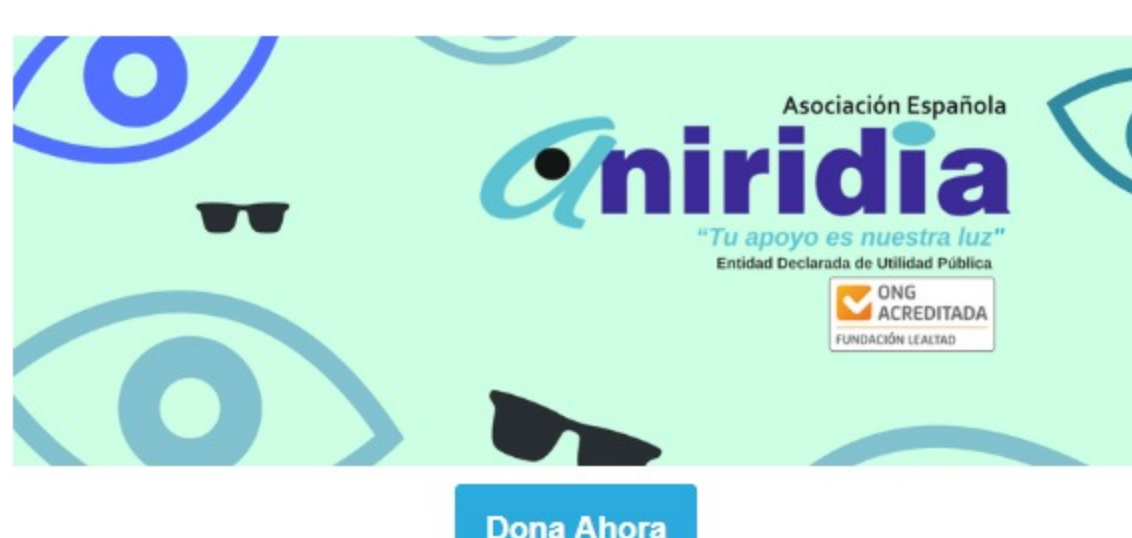 Asociación Española
aniridia
“Tu apoyo es nuestra luz"
Entidad Declarada de Utilidad Pública
ONG
ACREDITADA
FUNDACIÓN LEALTAD
Dona Ahora